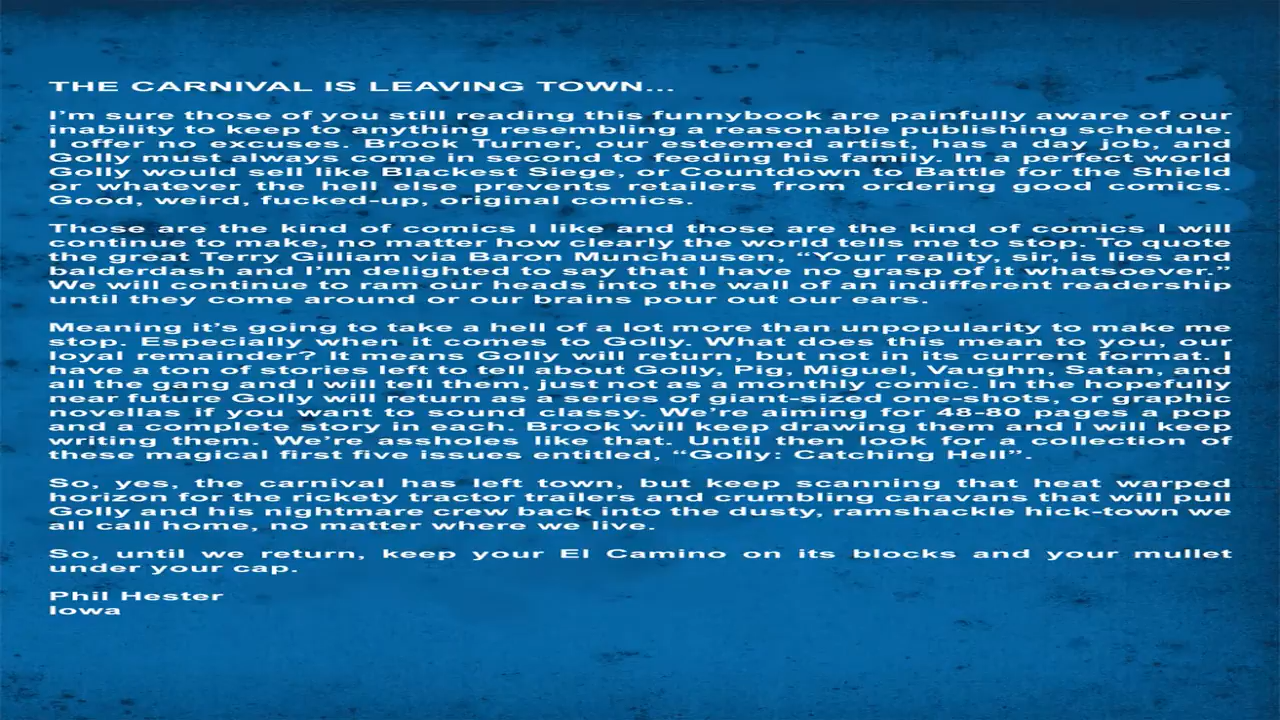 THE CARNIVAL IS LEAVING TOWN...
I'm sure those of you still reading this funnybook are painfully aware of our
inability to keep to anything resembling a reasonable publishing schedule.
I offer no excuses. Brook Turner, our esteemed artist, has a day job, and
Golly must always come in second to feeding his family. In a perfect world
Golly would sell like Blackest Siege, or Countdown to Battle for the Shield
or whatever the hell else prevents retailers from ordering good comics.
Good, weird, fucked-up, original comics.
Those are the kind of comics I like and those are the kind of comics I will
continue to make, no matter how clearly the world tells me to stop. To quote
the great Terry Gilliam via Baron Munchausen, “Your reality, sir, is lies and
balderdash and I'm delighted to say that I have no grasp of it whatsoever.”
We will continue to ram our heads into the wall of an indifferent readership
until they come around or our brains pour out our ears.
Meaning it's going to take a hell of a lot more than unpopularity to make me
stop. Especially when it comes to Golly. What does this mean to you, our
loyal remainder? It means Golly will return, but not in its current format. I
have a ton of stories left to tell about Golly, Pig, Miguel, Vaughn, Satan, and
all the gang and I will tell them, just not as a monthly comic. In the hopefully
near future Golly will return as a series of giant-sized one-shots, or graphic
novellas if you want to sound classy. We're aiming for 48-80 pages a pop
and a complete story in each. Brook will keep drawing them and I will keep
writing them. We're assholes like that. Until then look for a collection of
these magical first five issues entitled, “Golly: Catching Hell”.
So, yes, the carnival has left town, but keep scanning that heat warped
horizon for the rickety tractor trailers and crumbling caravans that will pull
Golly and his nightmare crew back into the dusty, ramshackle hick-town we
all call home, no matter where we live.
So, until we return, keep your El Camino on its blocks and your mullet
under your cap.
Phil Hester
Iowa